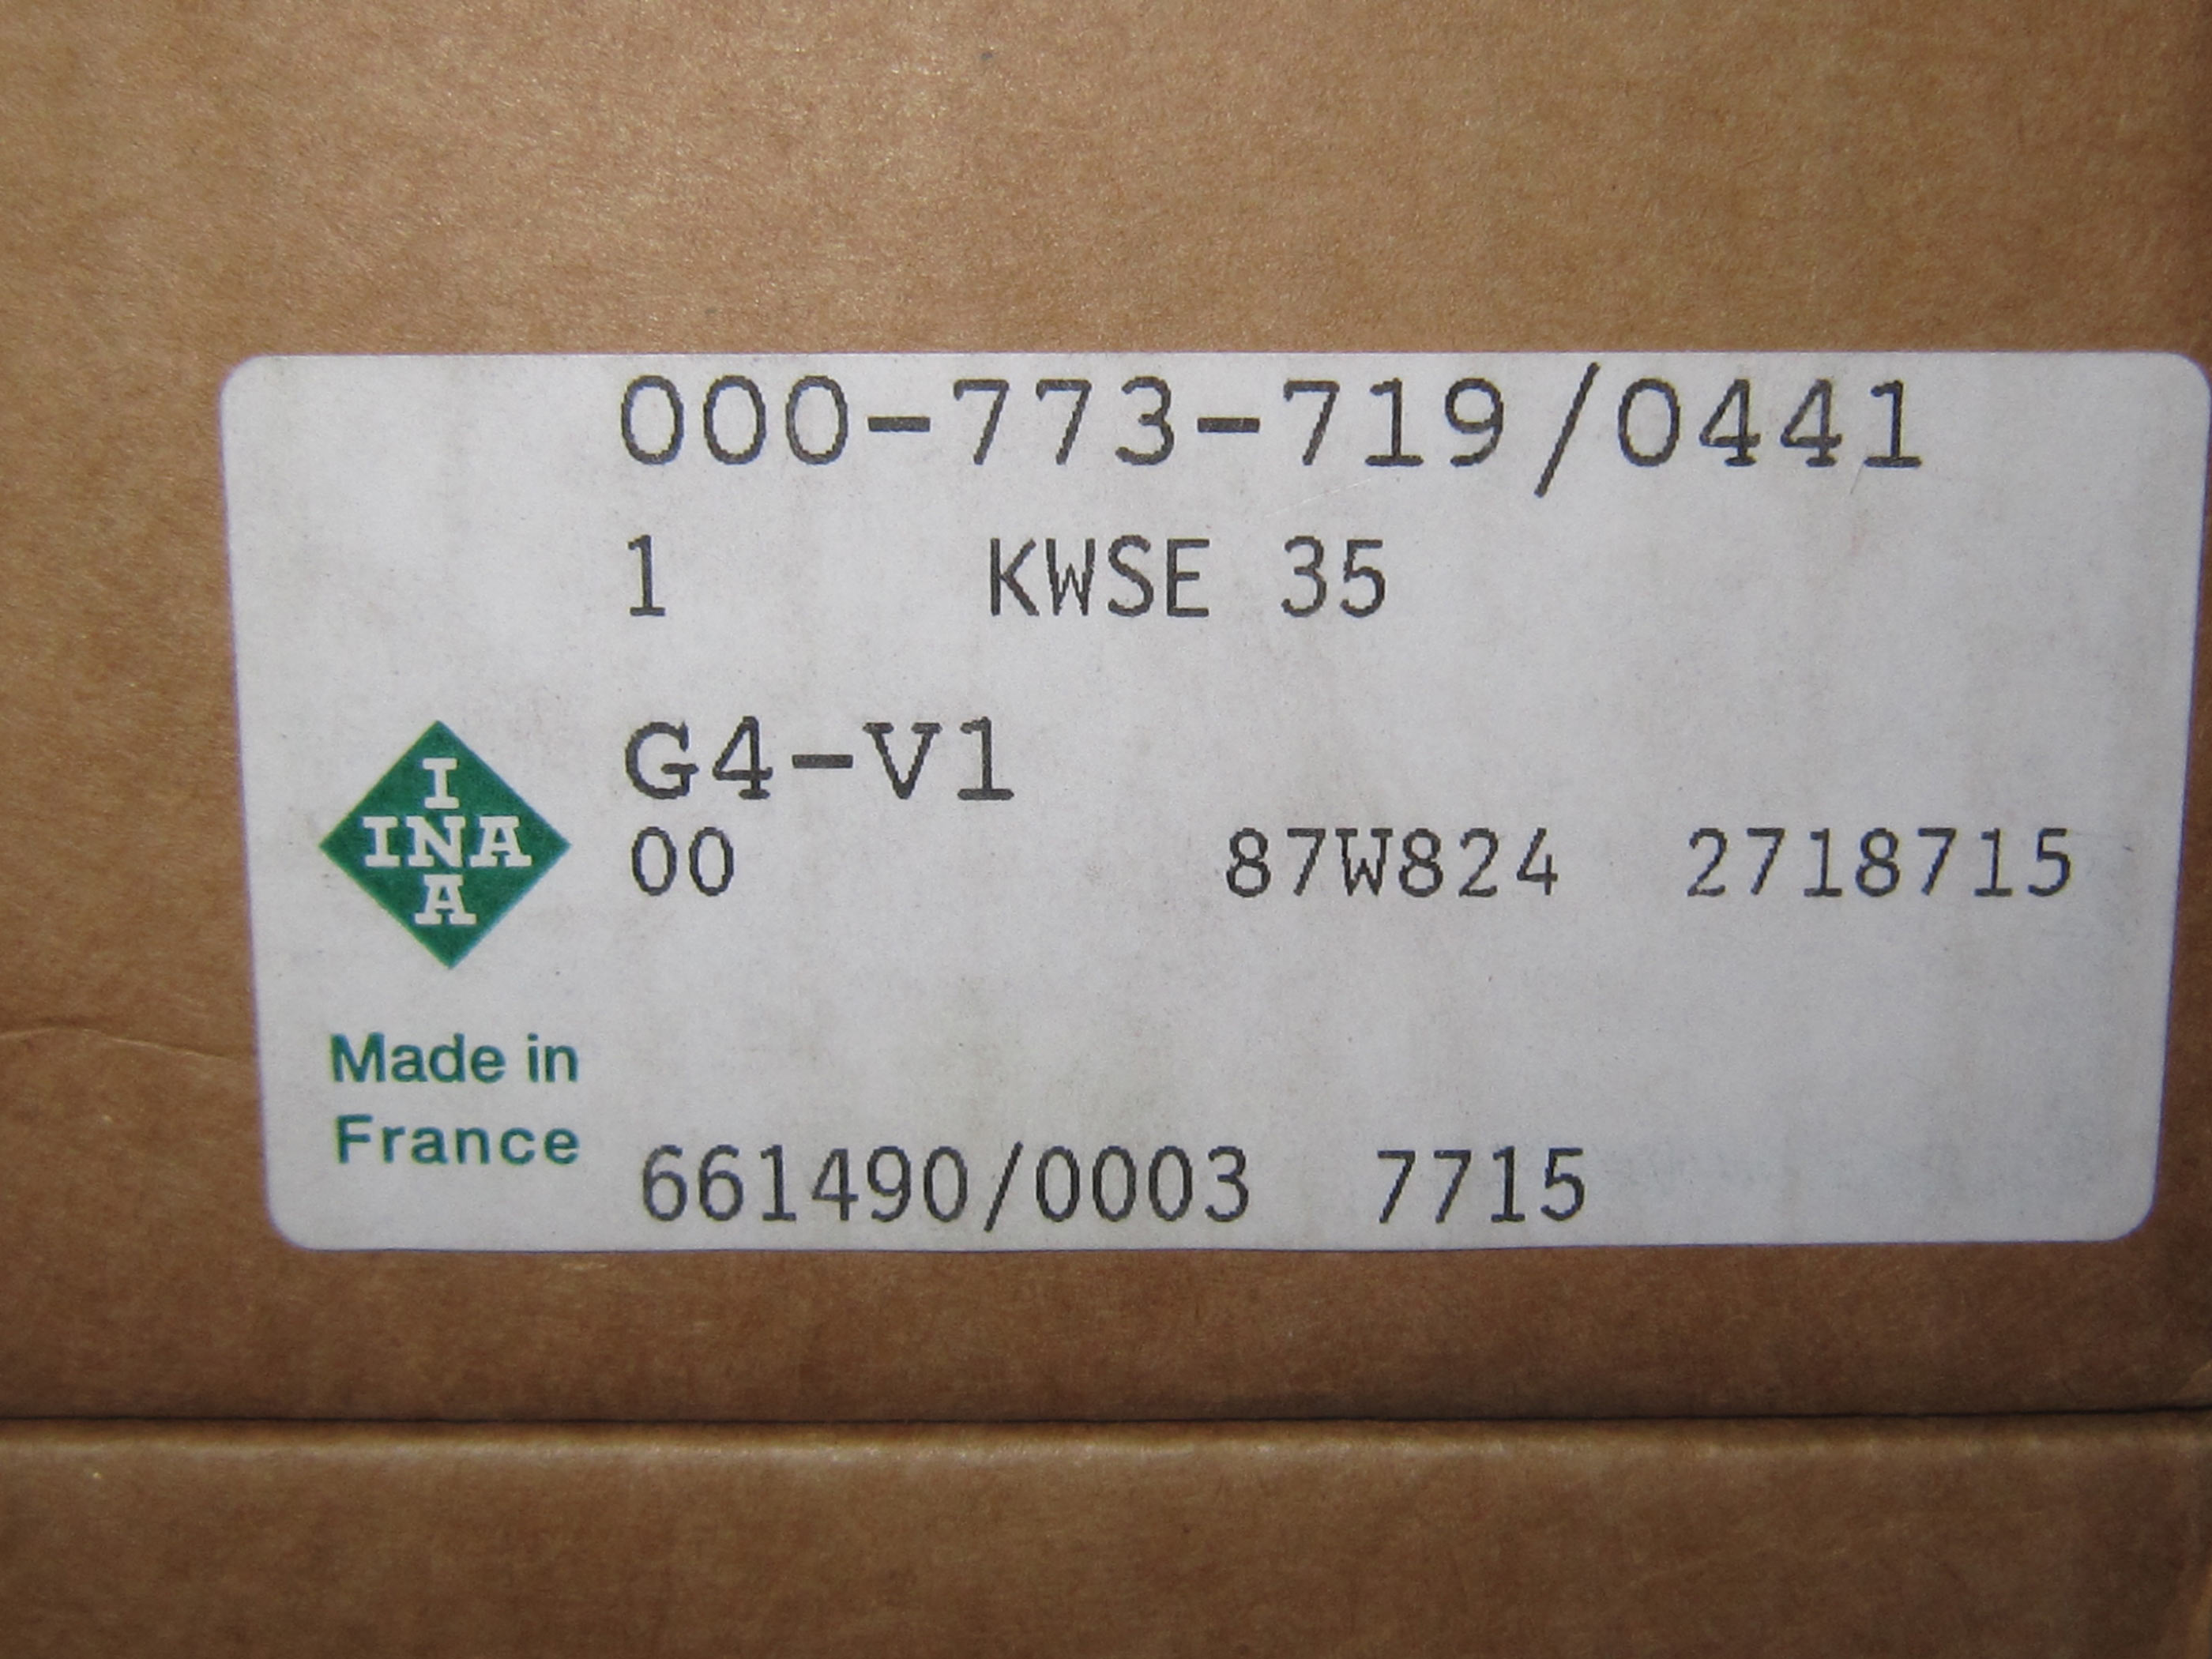 000-773-719/0441
1 KWSE 35
G4-V1
I
INA
A
00 87W824 2718715
Made in
France
661490/0003 7715